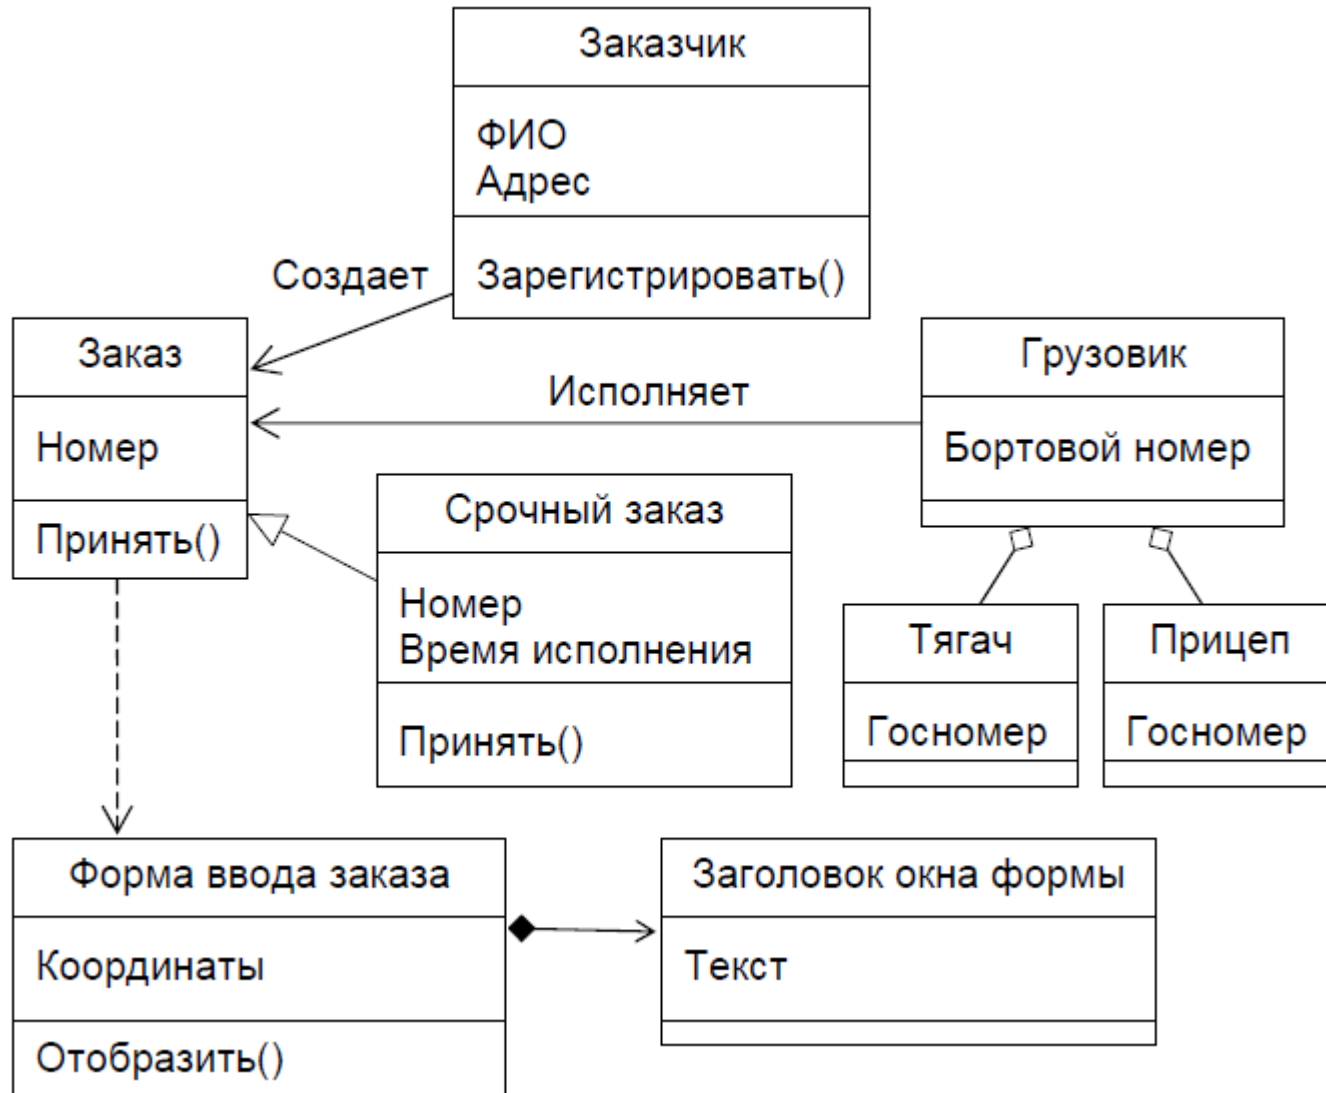 Заказчик
ФИО
Адрес
Зарегистрировать()
Создает
Заказ
Номер
Принять()
Исполняет
Грузовик
Бортовой номер
Срочный заказ
Номер
Время исполнения
Принять()
Тягач
Госномер
Прицеп
Госномер
Форма ввода заказа
Координаты
Отобразить()
Заголовок окна формы
Текст